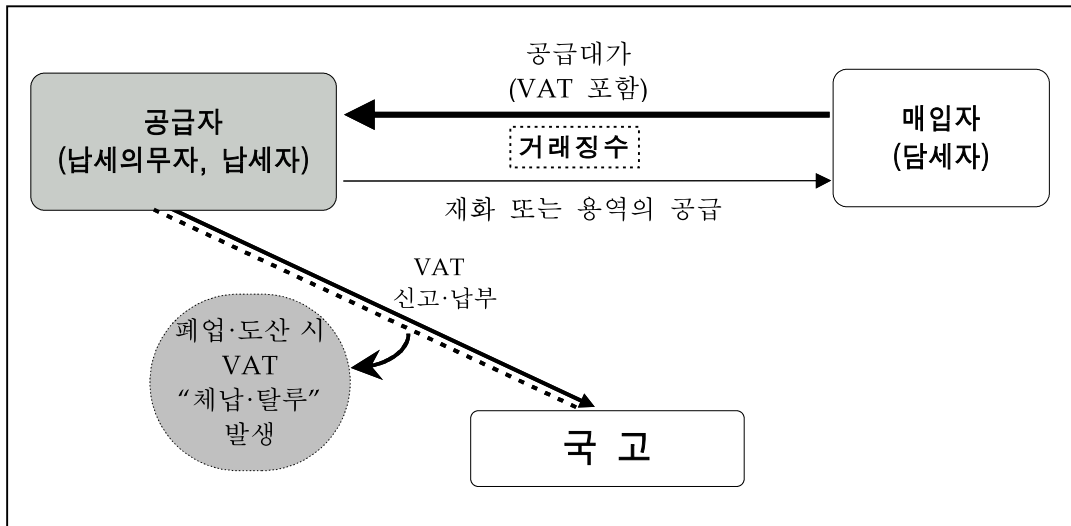 공급대가
(VAT 포함)
공급자
(납세의무자, 납세자)
거래징수
매입자
(담세자)
재화 또는 용역의 공급
VAT
신고·납부
폐업·도산 시
VAT
“체납·탈루”
발생
국 고